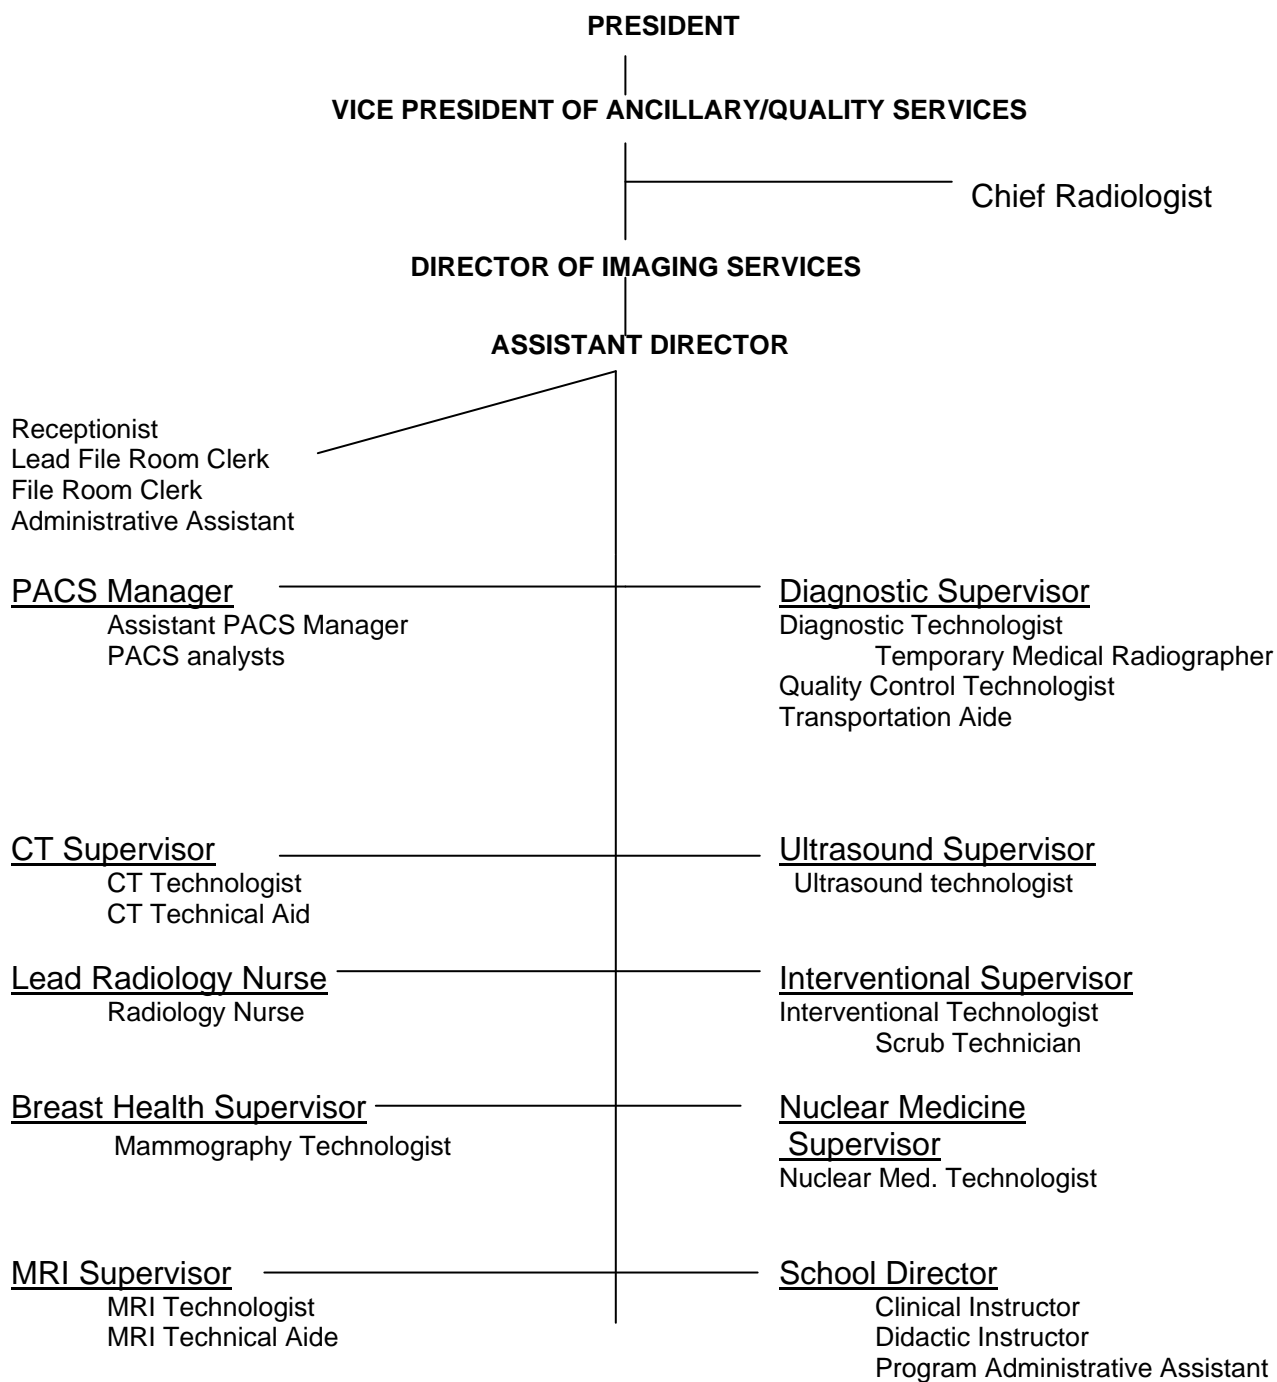 PRESIDENT
VICE PRESIDENT OF ANCILLARY/QUALITY SERVICES
Chief Radiologist
DIRECTOR OF IMAGING SERVICES
ASSISTANT DIRECTOR
Receptionist
Lead File Room Clerk
File Room Clerk
Administrative Assistant
PACS Manager
Assistant PACS Manager
PACS analysts
Diagnostic Supervisor
Diagnostic Technologist
Temporary Medical Radiographer
Quality Control Technologist
Transportation Aide
CT Supervisor
CT Technologist
CT Technical Aid
Ultrasound Supervisor
Ultrasound technologist
Lead Radiology Nurse
Radiology Nurse
Interventional Supervisor
Interventional Technologist
Scrub Technician
Breast Health Supervisor
Mammography Technologist
Nuclear Medicine
Supervisor
Nuclear Med. Technologist
MRI Supervisor
MRI Technologist
MRI Technical Aide
School Director
Clinical Instructor
Didactic Instructor
Program Administrative Assistant